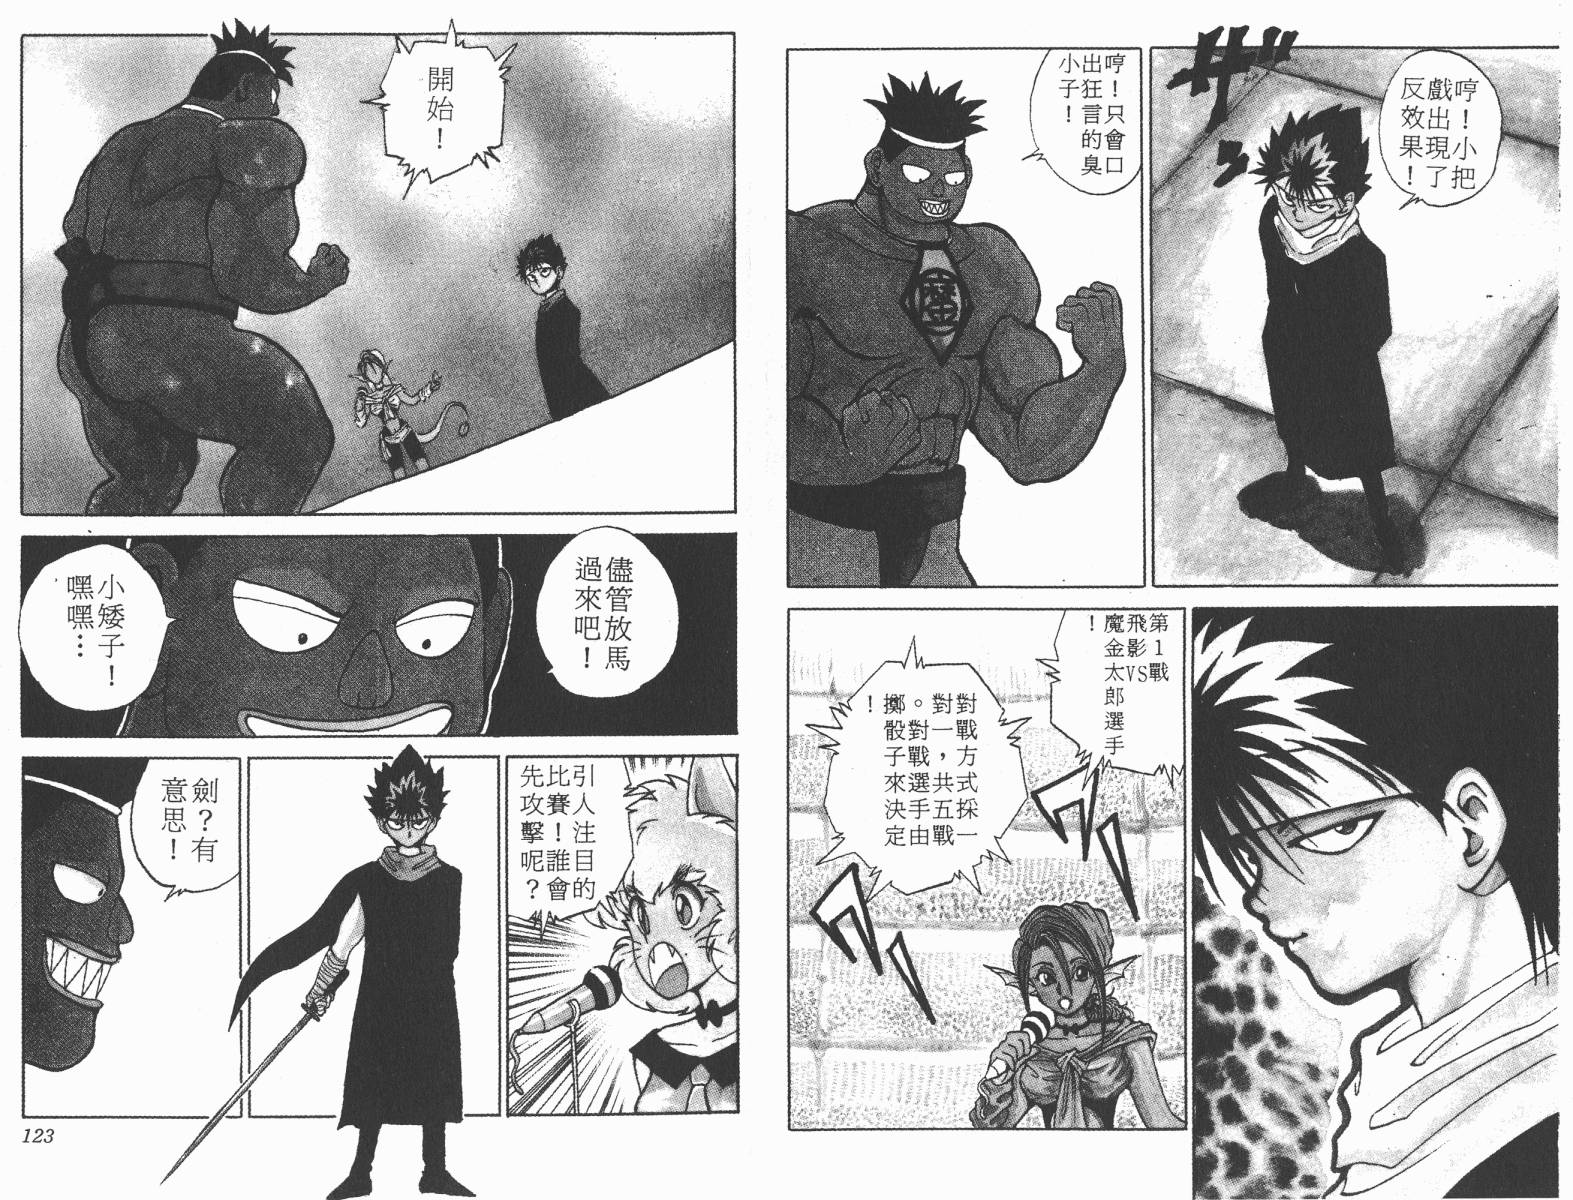 哼！小把
戲出現了
反效果！
哼！只會口
出狂言的臭
小子！
第1戰
飛影VS
魔金太郎選手
！
對戰方式採一
對一，共五戰
。對戰選手由
擲骰子來決定
！
開始！
儘管放馬
過來吧！
小矮子！
嘿嘿…
引人注目的
比賽！誰會
先攻擊呢？
劍？有
意思！
123